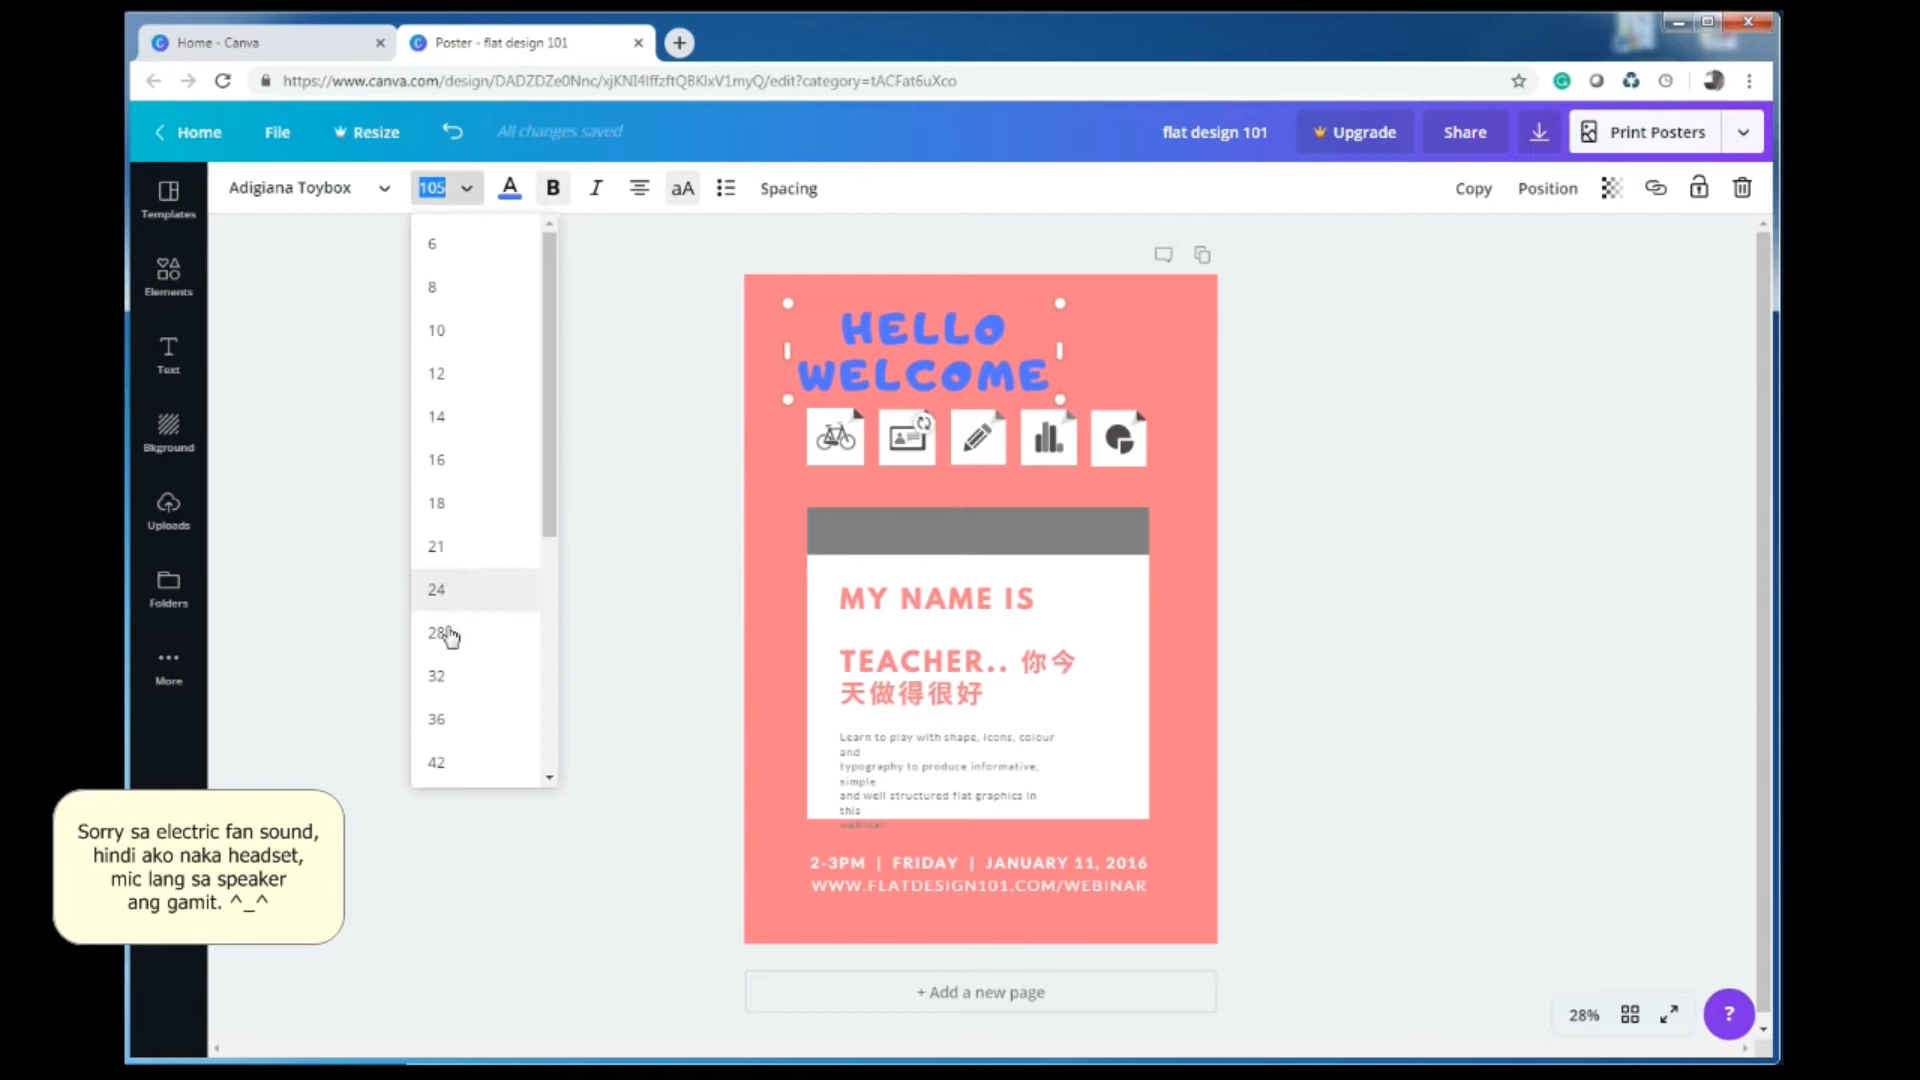 Home - Canva
Poster - flat design 101
https://www.canva.com/design/DADZDZe0Nnc/xjKNI4lffzftQBKlxV1myQ/edit?category=tACFat6uXco
Home File Resize All changes saved flat design 101 Upgrade Share Print Posters
Adigiana Toybox 105 A B I aA Spacing Copy Position
Templates
Elements
Text
Bkground
Uploads
Folders
More
6
8
10
12
14
16
18
21
24
28
32
36
42
HELLO
WELCOME
MY NAME IS
TEACHER.. 你今
天做得很好
Learn to play with shape, icons, colour
and
typography to produce informative,
simple
and well structured flat graphics in
this
webinar
2-3PM | FRIDAY | JANUARY 11, 2016
WWW.FLATDESIGN101.COM/WEBINAR
+ Add a new page
28% ?
Sorry sa electric fan sound,
hindi ako naka headset,
mic lang sa speaker
ang gamit. ^_^